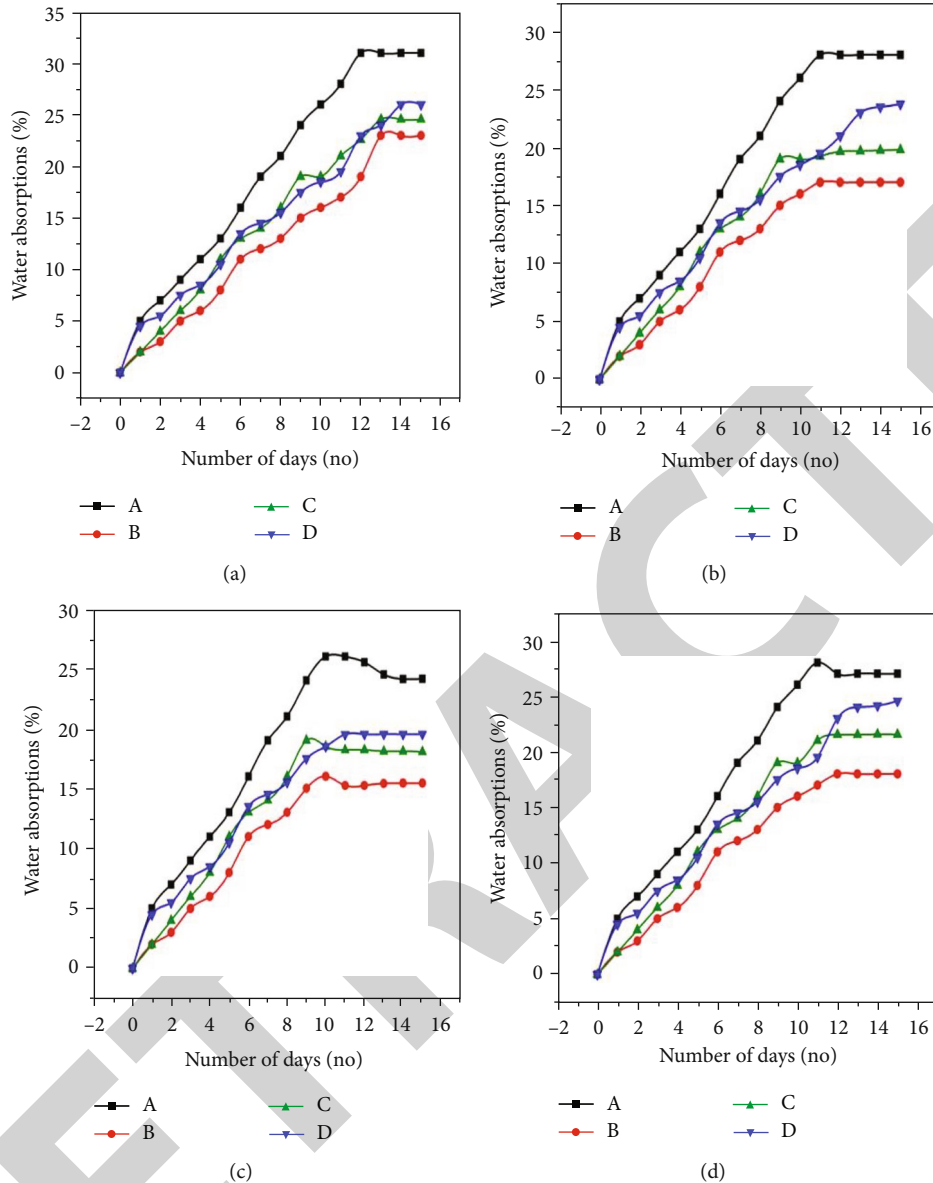 35
30
25
20
15
10
5
0
Water absorptions (%)
−2 0 2 4 6 8 10 12 14 16
Number of days (no)
A C
B D
(a)
30
25
20
15
10
5
0
Water absorptions (%)
−2 0 2 4 6 8 10 12 14 16
Number of days (no)
A C
B D
(b)
30
25
20
15
10
5
0
Water absorptions (%)
−2 0 2 4 6 8 10 12 14 16
Number of days (no)
A C
B D
(c)
30
25
20
15
10
5
0
Water absorptions (%)
−2 0 2 4 6 8 10 12 14 16
Number of days (no)
A C
B D
(d)
ETRACT